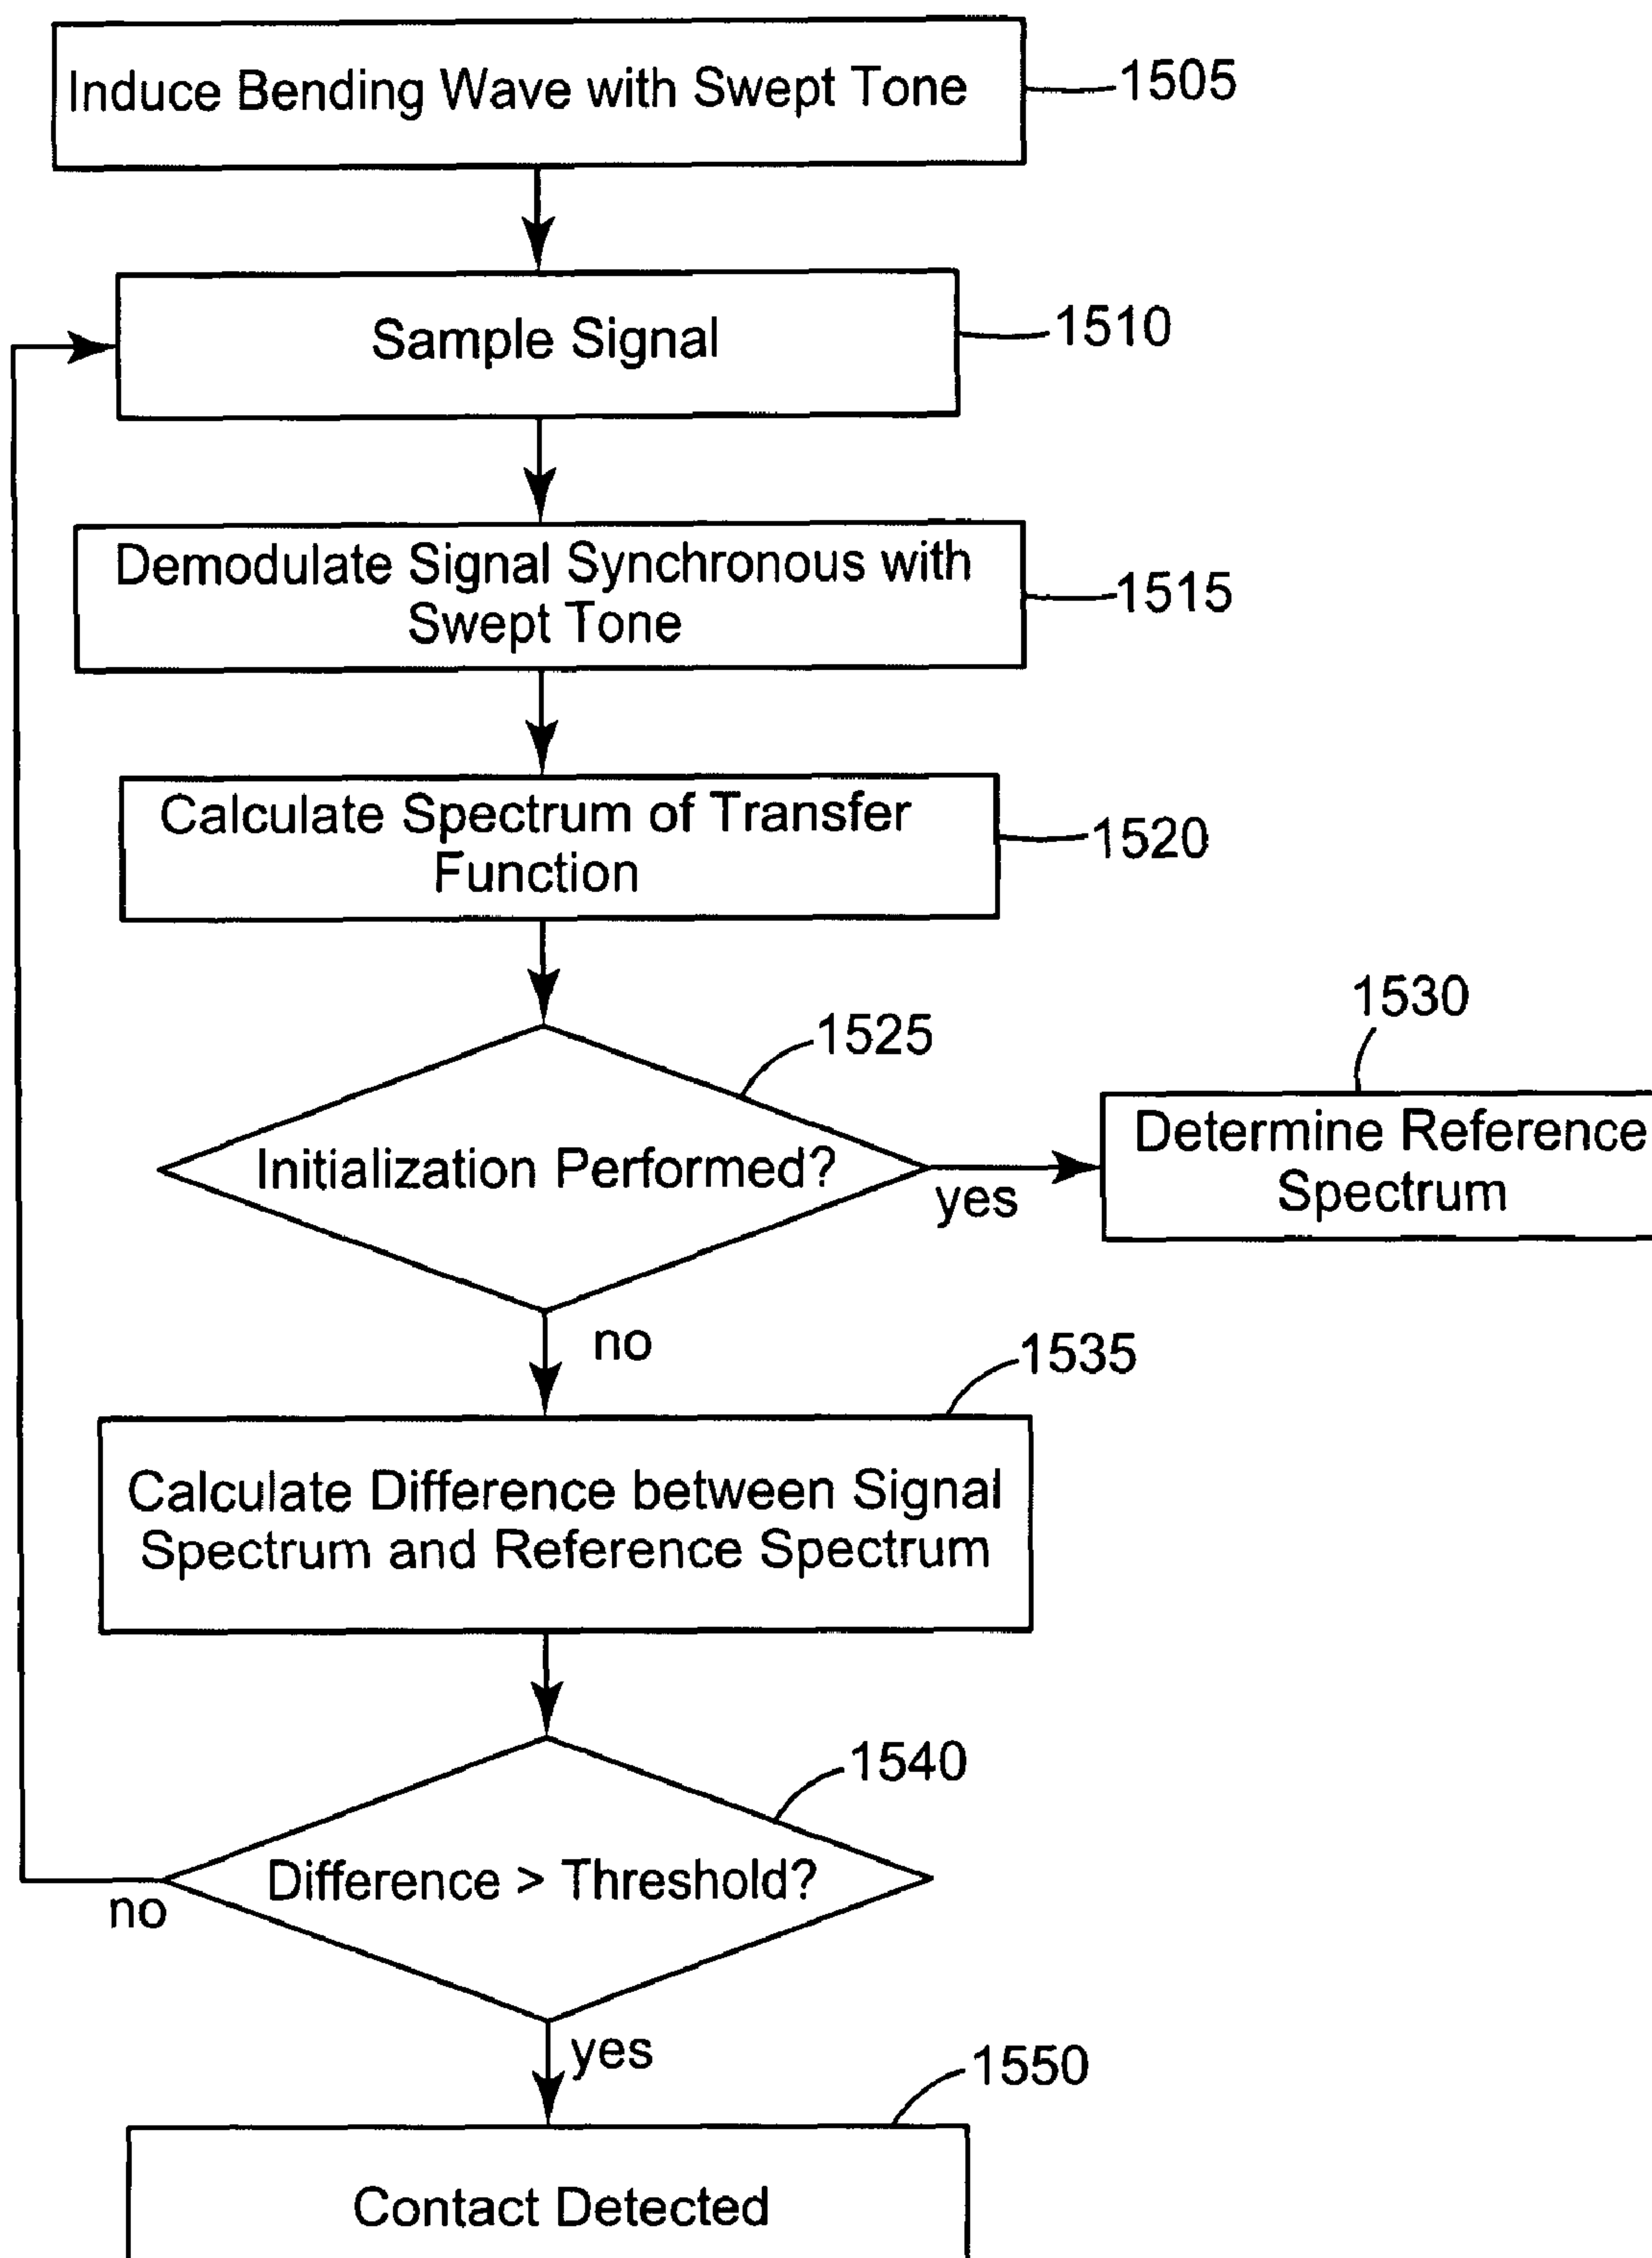 Induce Bending Wave with Swept Tone
1505
Sample Signal
1510
Demodulate Signal Synchronous with
Swept Tone
1515
Calculate Spectrum of Transfer
Function
1520
1525
Initialization Performed?
yes
1530
Determine Reference
Spectrum
no
1535
Calculate Difference between Signal
Spectrum and Reference Spectrum
1540
Difference > Threshold?
no
yes
1550
Contact Detected